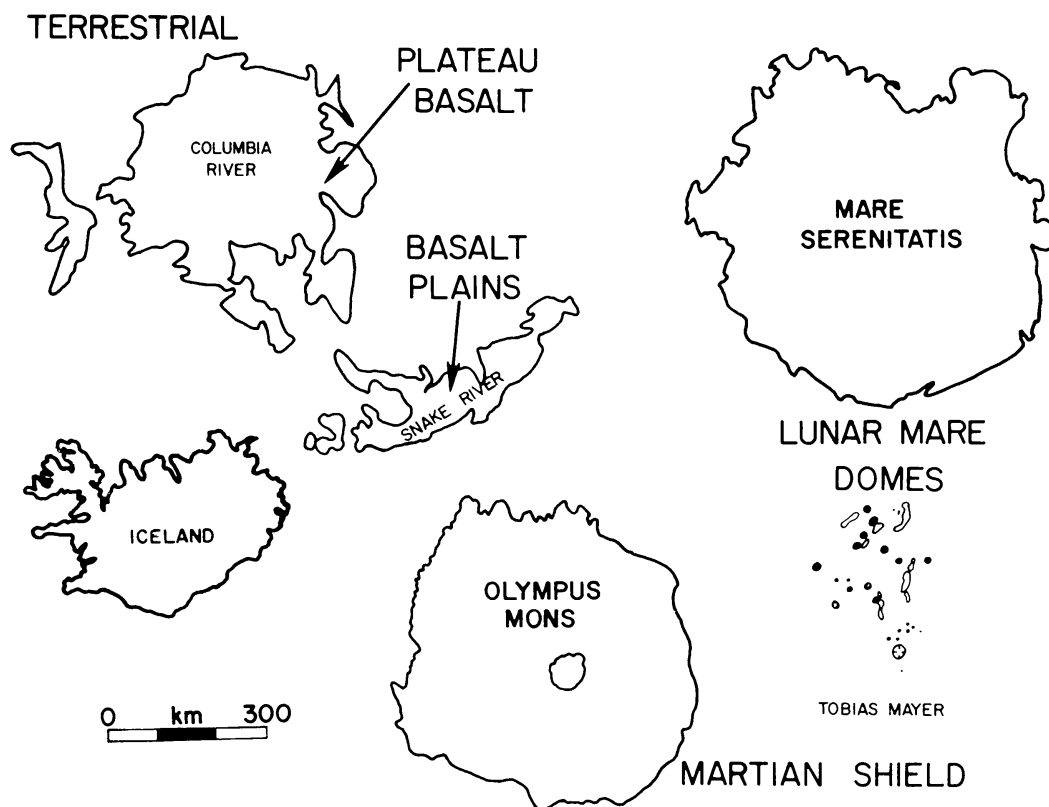 TERRESTRIAL
PLATEAU
BASALT
COLUMBIA
RIVER
MARE
SERENITATIS
BASALT
PLAINS
SNAKE RIVER
LUNAR MARE
DOMES
ICELAND
OLYMPUS
MONS
0 km 300
TOBIAS MAYER
MARTIAN SHIELD